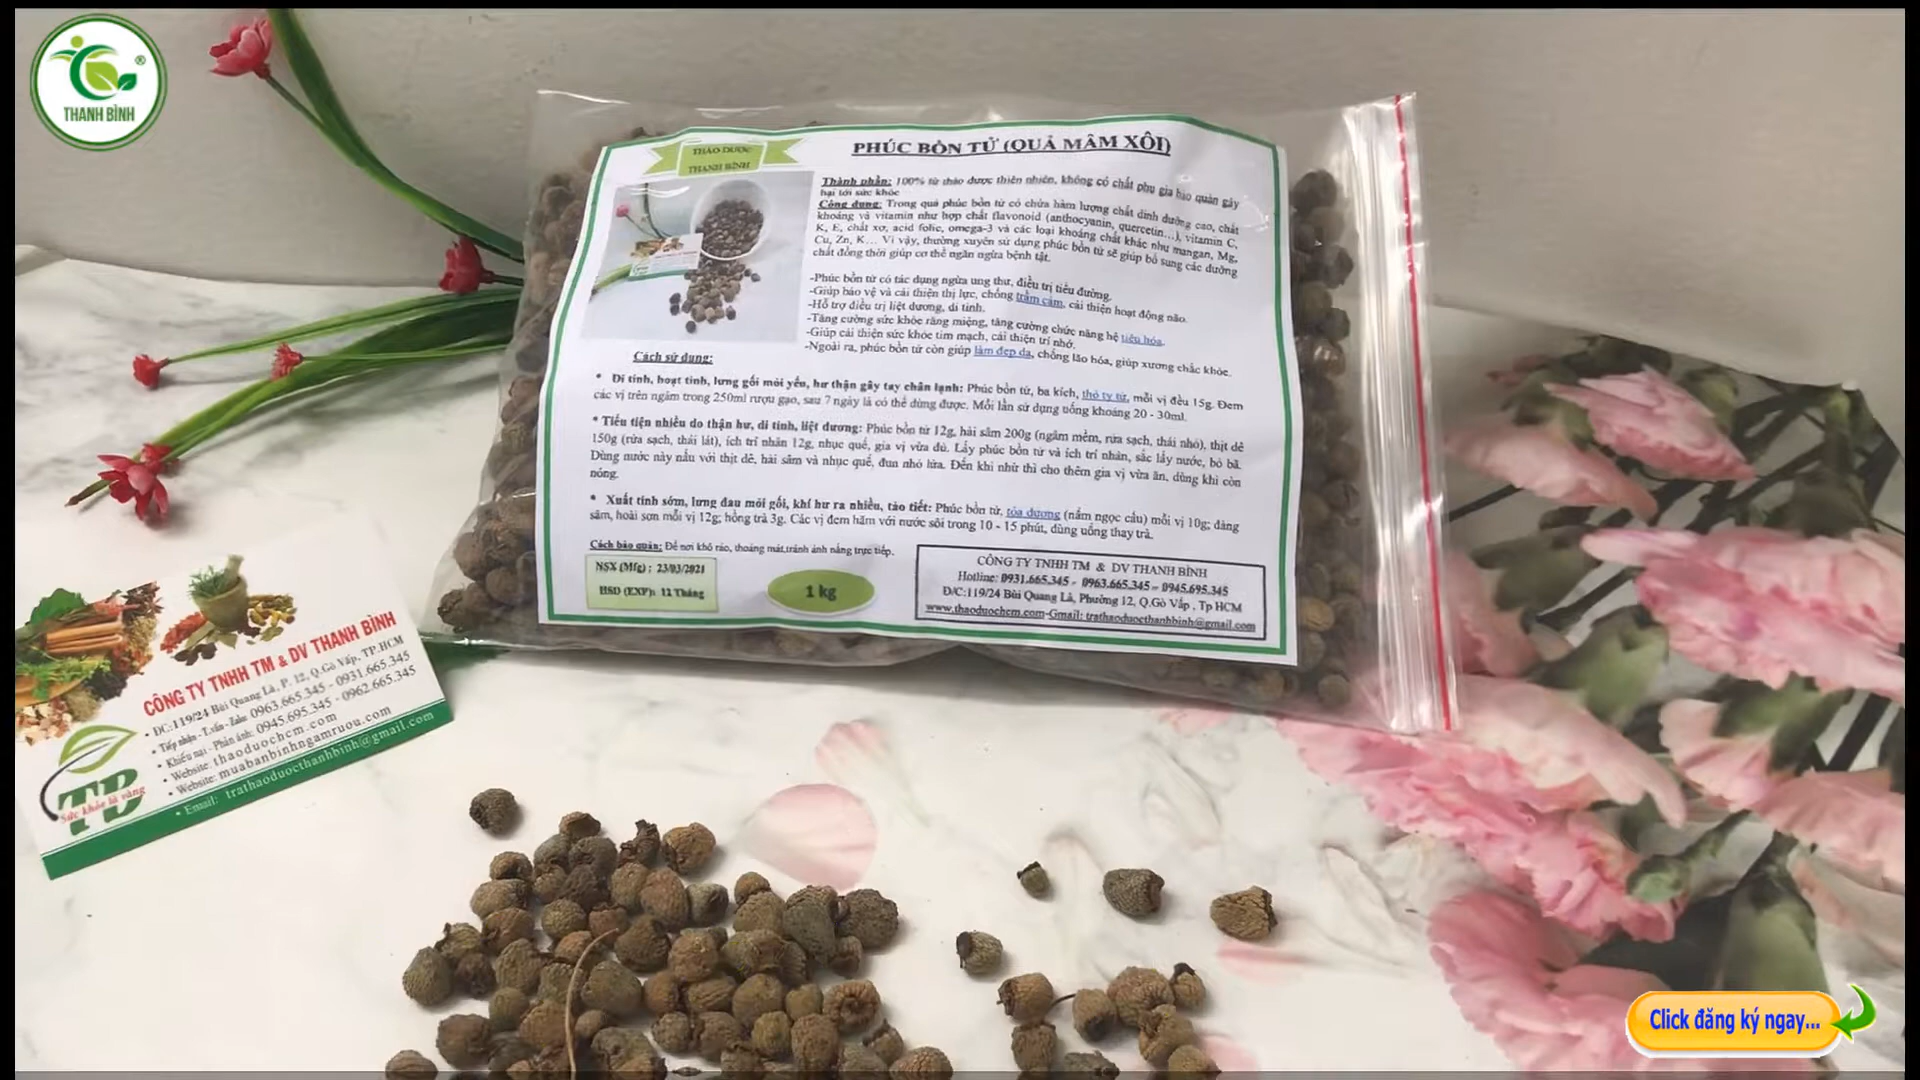 THANH BÌNH
THẢO DƯỢC
THANH BÌNH
PHÚC BỒN TỬ (QUẢ MÂM XÔI)
Thành phần: 100% từ thảo dược thiên nhiên, không có chất phụ gia bảo quản gây
hại tới sức khỏe
Công dụng: Trong quả phúc bồn tử có chứa hàm lượng chất dinh dưỡng cao, chất
khoáng và vitamin như hợp chất flavonoid (anthocyanin, quercetin…), vitamin C,
K, E, chất xơ, acid folic, omega-3 và các loại khoáng chất khác như mangan, Mg,
Cu, Zn, K… Vì vậy, thường xuyên sử dụng phúc bồn tử sẽ giúp bổ sung các dưỡng
chất đồng thời giúp cơ thể ngăn ngừa bệnh tật.
-Phúc bồn tử có tác dụng ngừa ung thư, điều trị tiểu đường.
-Giúp bảo vệ và cải thiện thị lực, chống trầm cảm, cải thiện hoạt động não.
-Hỗ trợ điều trị liệt dương, di tinh.
-Tăng cường sức khỏe răng miệng, tăng cường chức năng hệ tiêu hóa.
-Giúp cải thiện sức khỏe tim mạch, cải thiện trí nhớ.
-Ngoài ra, phúc bồn tử còn giúp làm đẹp da, chống lão hóa, giúp xương chắc khỏe.
Cách sử dụng:
* Di tinh, hoạt tinh, lưng gối mỏi yếu, hư thận gây tay chân lạnh: Phúc bồn tử, ba kích, thỏ ty tử, mỗi vị đều 15g. Đem
các vị trên ngâm trong 250ml rượu gạo, sau 7 ngày là có thể dùng được. Mỗi lần sử dụng uống khoảng 20 - 30ml.
* Tiểu tiện nhiều do thận hư, di tinh, liệt dương: Phúc bồn tử 12g, hải sâm 200g (ngâm mềm, rửa sạch, thái nhỏ), thịt dê
150g (rửa sạch, thái lát), ích trí nhân 12g, nhục quế, gia vị vừa đủ. Lấy phúc bồn tử và ích trí nhân, sắc lấy nước, bỏ bã.
Dùng nước này nấu với thịt dê, hải sâm và nhục quế, đun nhỏ lửa. Đến khi nhừ thì cho thêm gia vị vừa ăn, dùng khi còn
nóng.
* Xuất tinh sớm, lưng đau mỏi gối, khí hư ra nhiều, táo tiết: Phúc bồn tử, tỏa dương (nấm ngọc cẩu) mỗi vị 10g; đảng
sâm, hoài sơn mỗi vị 12g; hồng trà 3g. Các vị đem hãm với nước sôi trong 10 - 15 phút, dùng uống thay trà.
Cách bảo quản: Để nơi khô ráo, thoáng mát,tránh ánh nắng trực tiếp.
NSX (Mfg) : 23/03/2021
HSD (EXP): 12 Tháng
1 kg
CÔNG TY TNHH TM & DV THANH BÌNH
Hotline: 0931.665.345 - 0963.665.345 – 0945.695.345
Đ/C:119/24 Bùi Quang Là, Phường 12, Q.Gò Vấp , Tp HCM
www.thaoduochcm.com-Gmail: trathaoduocthanhbinh@gmail.com
CÔNG TY TNHH TM & DV THANH BÌNH
• ĐC:119/24 Bùi Quang Là, P. 12, Q.Gò Vấp, TP.HCM
• Tiếp nhận - T.vấn - Zalo: 0963.665.345 - 0931.665.345
• Khiếu nại - Phản ánh: 0945.695.345 - 0962.665.345
• Website: thaoduochcm.com
• Website: muabanbinhngamruou.com
• Email: trathaoduocthanhbinh@gmail.com
TB
Sức khỏe là vàng
Click đăng ký ngay...